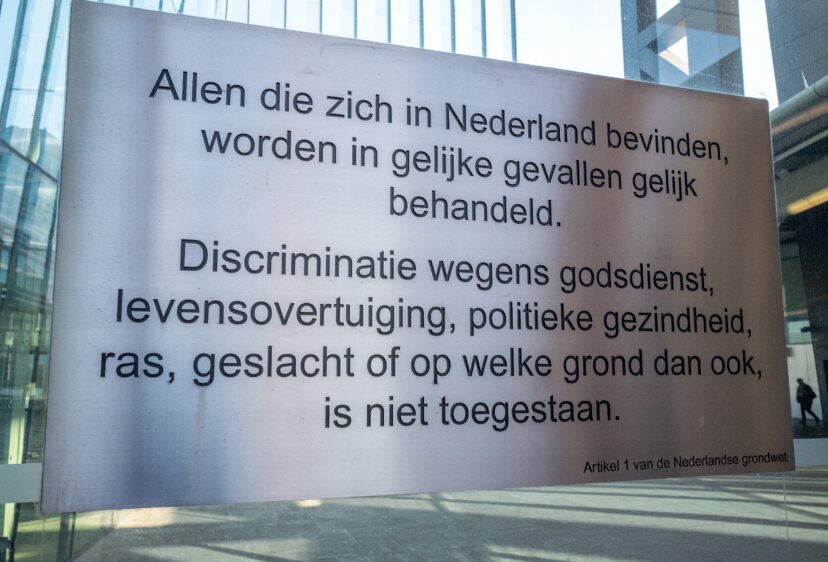 Allen die zich in Nederland bevinden,
worden in gelijke gevallen gelijk
behandeld.
Discriminatie wegens godsdienst,
levensovertuiging, politieke gezindheid,
ras, geslacht of op welke grond dan ook,
is niet toegestaan.
Artikel 1 van de Nederlandse grondwet